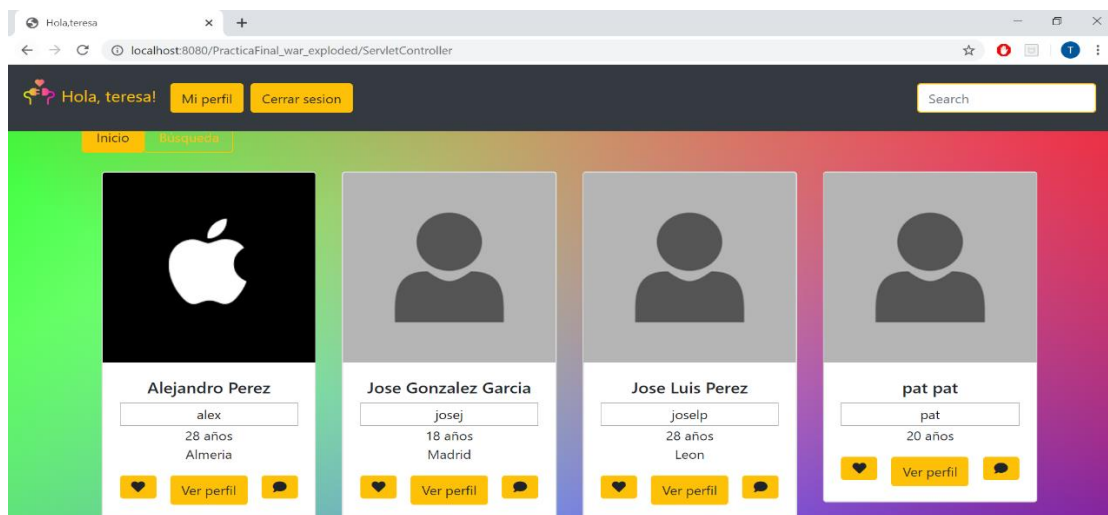 Hola,teresa
localhost:8080/PracticaFinal_war_exploded/ServletController
T
Hola, teresa!
Mi perfil
Cerrar sesion
Search
Inicio
Búsqueda
Alejandro Perez
alex
28 años
Almeria
Ver perfil
Jose Gonzalez Garcia
josej
18 años
Madrid
Ver perfil
Jose Luis Perez
joselp
28 años
Leon
Ver perfil
pat pat
pat
20 años
Ver perfil